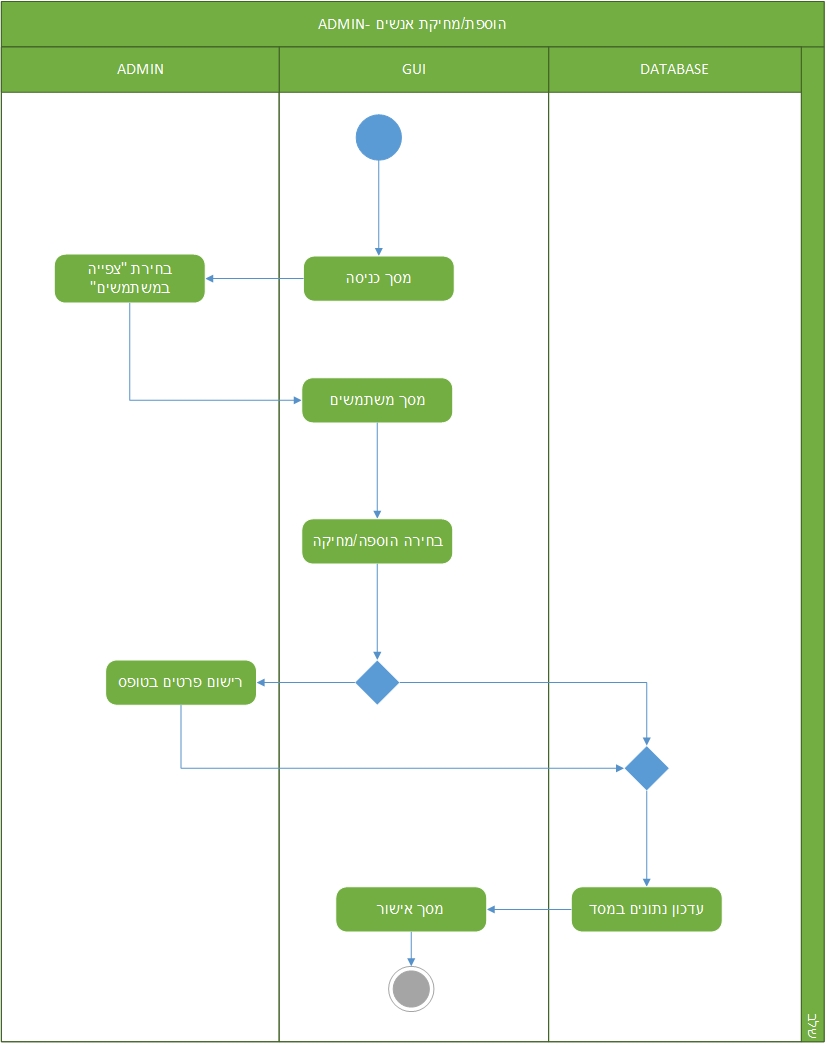 הוספת/מחיקת אנשים -ADMIN
ADMIN
GUI
DATABASE
מסך כניסה
בחירת "צפייה
במשתמשים"
מסך משתמשים
בחירה הוספה/מחיקה
רישום פרטים בטופס
עדכון נתונים במסד
מסך אישור
שלב